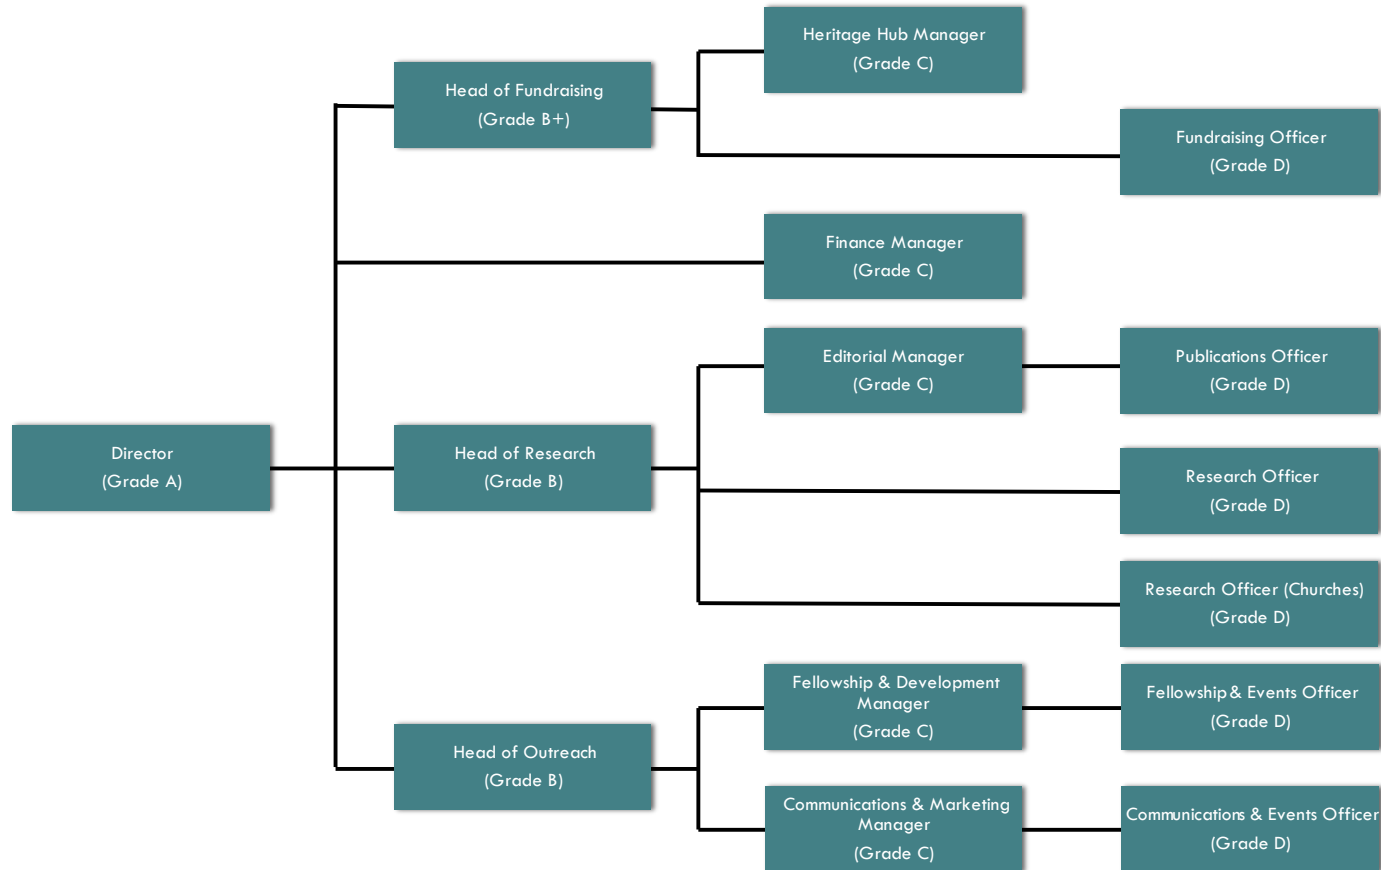 Heritage Hub Manager
(Grade C)
Head of Fundraising
(Grade B+)
Fundraising Officer
(Grade D)
Finance Manager
(Grade C)
Editorial Manager
(Grade C)
Publications Officer
(Grade D)
Director
(Grade A)
Head of Research
(Grade B)
Research Officer
(Grade D)
Research Officer (Churches)
(Grade D)
Fellowship & Development
Manager
(Grade C)
Fellowship & Events Officer
(Grade D)
Head of Outreach
(Grade B)
Communications & Marketing
Manager
(Grade C)
Communications & Events Officer
(Grade D)